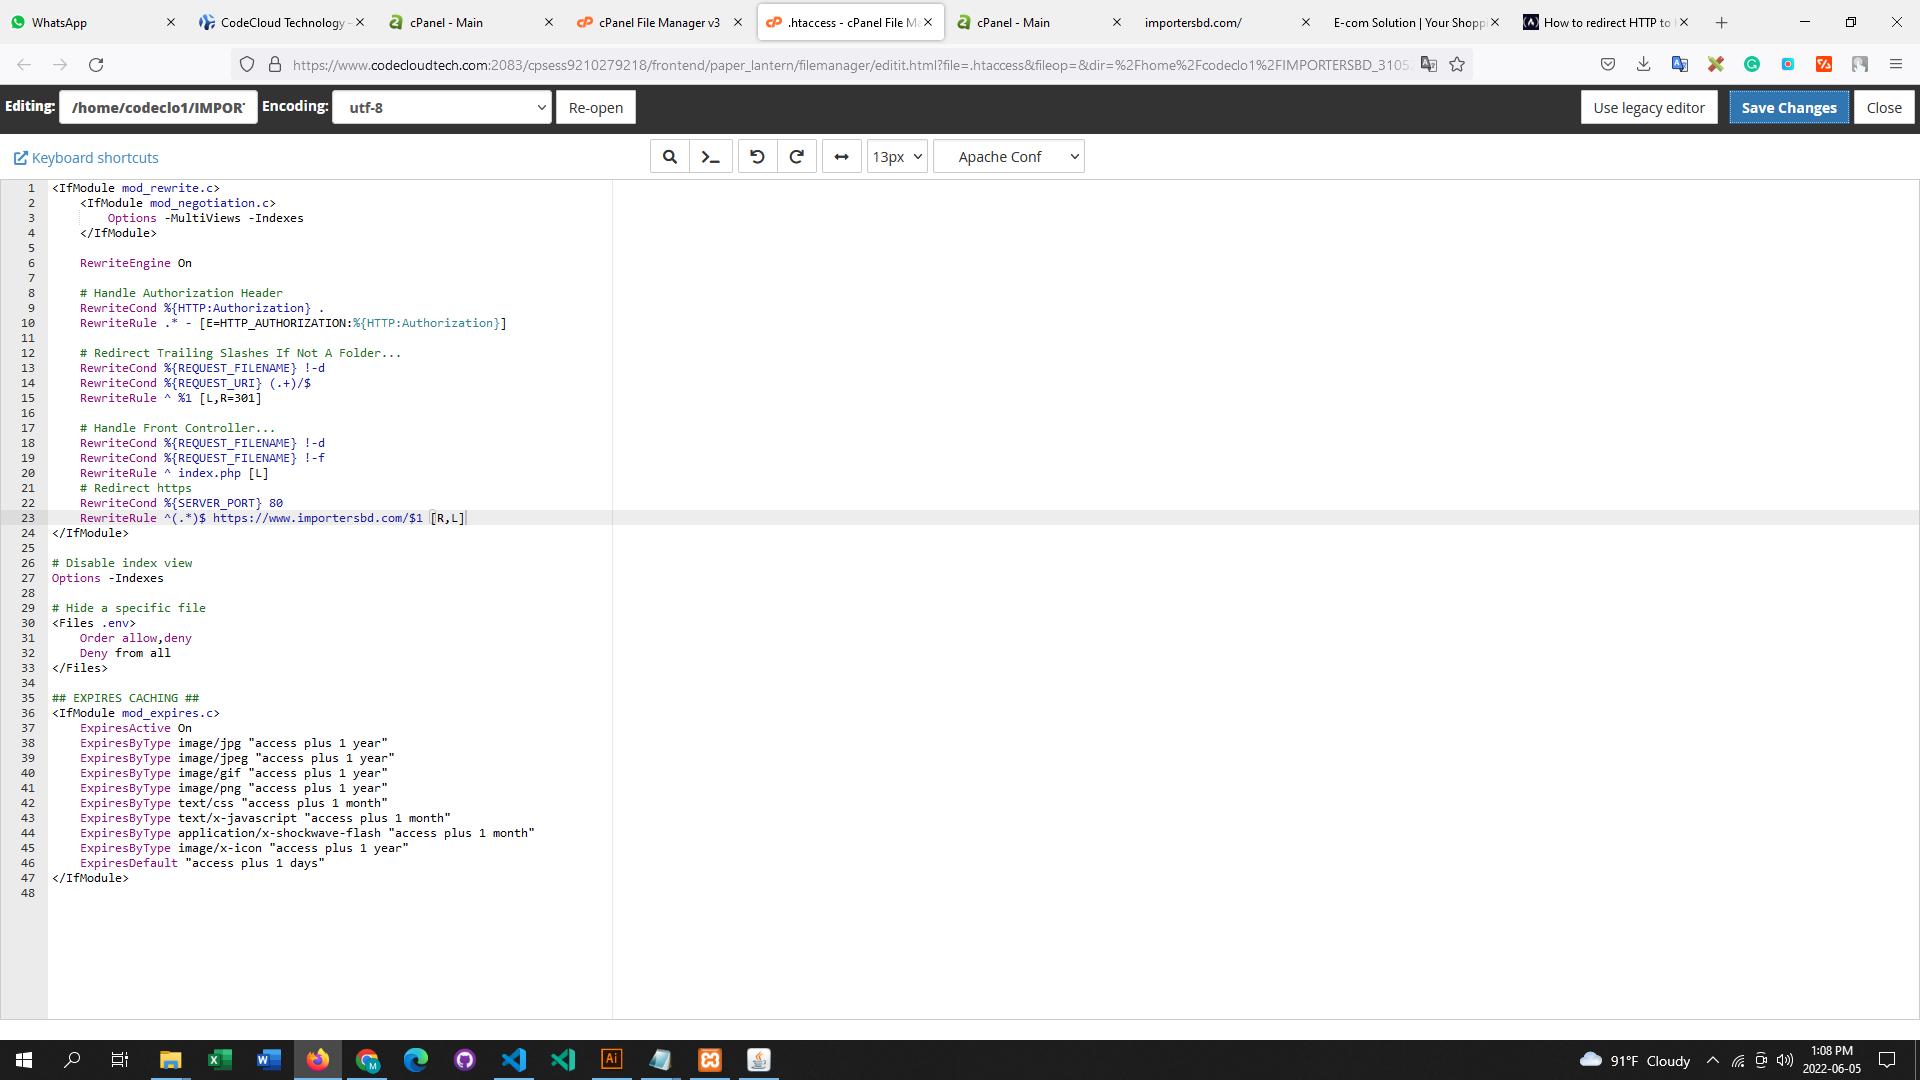 WhatsApp
CodeCloud Technology -
cPanel - Main
cPanel File Manager v3
.htaccess - cPanel File Ma
cPanel - Main
importersbd.com/
E-com Solution | Your Shoppi
How to redirect HTTP to
https://www.codecloudtech.com:2083/cpsess9210279218/frontend/paper_lantern/filemanager/editit.html?file=.htaccess&fileop=&dir=%2Fhome%2Fcodeclo1%2FIMPORTERSBD_3105
Editing: /home/codeclo1/IMPOR Encoding: utf-8 Re-open Use legacy editor Save Changes Close
Keyboard shortcuts 13px Apache Conf
1 <IfModule mod_rewrite.c>
2 <IfModule mod_negotiation.c>
3 Options -MultiViews -Indexes
4 </IfModule>
5
6 RewriteEngine On
7
8 # Handle Authorization Header
9 RewriteCond %{HTTP:Authorization} .
10 RewriteRule .* - [E=HTTP_AUTHORIZATION:%{HTTP:Authorization}]
11
12 # Redirect Trailing Slashes If Not A Folder...
13 RewriteCond %{REQUEST_FILENAME} !-d
14 RewriteCond %{REQUEST_URI} (.+)/$
15 RewriteRule ^ %1 [L,R=301]
16
17 # Handle Front Controller...
18 RewriteCond %{REQUEST_FILENAME} !-d
19 RewriteCond %{REQUEST_FILENAME} !-f
20 RewriteRule ^ index.php [L]
21 # Redirect https
22 RewriteCond %{SERVER_PORT} 80
23 RewriteRule ^(.*)$ https://www.importersbd.com/$1 [R,L]
24 </IfModule>
25
26 # Disable index view
27 Options -Indexes
28
29 # Hide a specific file
30 <Files .env>
31 Order allow,deny
32 Deny from all
33 </Files>
34
35 ## EXPIRES CACHING ##
36 <IfModule mod_expires.c>
37 ExpiresActive On
38 ExpiresByType image/jpg "access plus 1 year"
39 ExpiresByType image/jpeg "access plus 1 year"
40 ExpiresByType image/gif "access plus 1 year"
41 ExpiresByType image/png "access plus 1 year"
42 ExpiresByType text/css "access plus 1 month"
43 ExpiresByType text/x-javascript "access plus 1 month"
44 ExpiresByType application/x-shockwave-flash "access plus 1 month"
45 ExpiresByType image/x-icon "access plus 1 year"
46 ExpiresDefault "access plus 1 days"
47 </IfModule>
48
91°F Cloudy
1:08 PM
2022-06-05